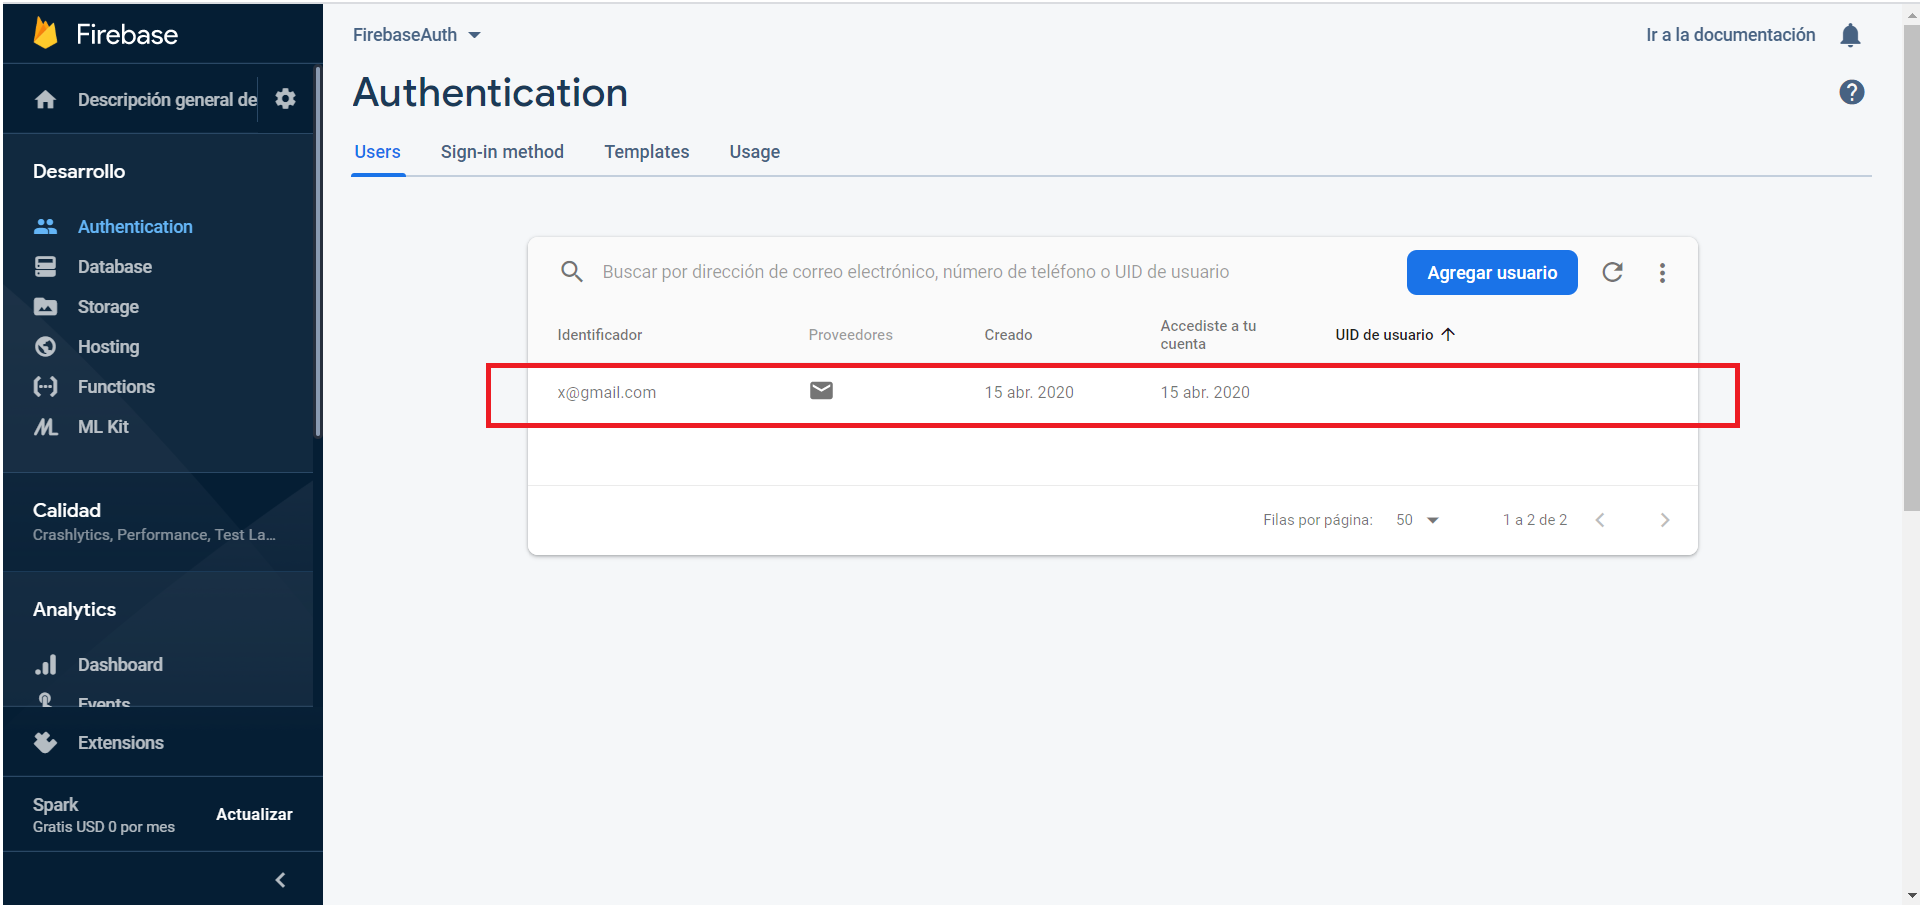 Firebase
Descripción general de
Desarrollo
Authentication
Database
Storage
Hosting
Functions
ML Kit
Calidad
Crashlytics, Performance, Test La...
Analytics
Dashboard
Events
Extensions
Spark
Gratis USD 0 por mes
Actualizar
FirebaseAuth
Ir a la documentación
Authentication
Users Sign-in method Templates Usage
Buscar por dirección de correo electrónico, número de teléfono o UID de usuario
Agregar usuario
Identificador Proveedores Creado Accediste a tu cuenta UID de usuario
x@gmail.com 15 abr. 2020 15 abr. 2020
Filas por página: 50 1 a 2 de 2